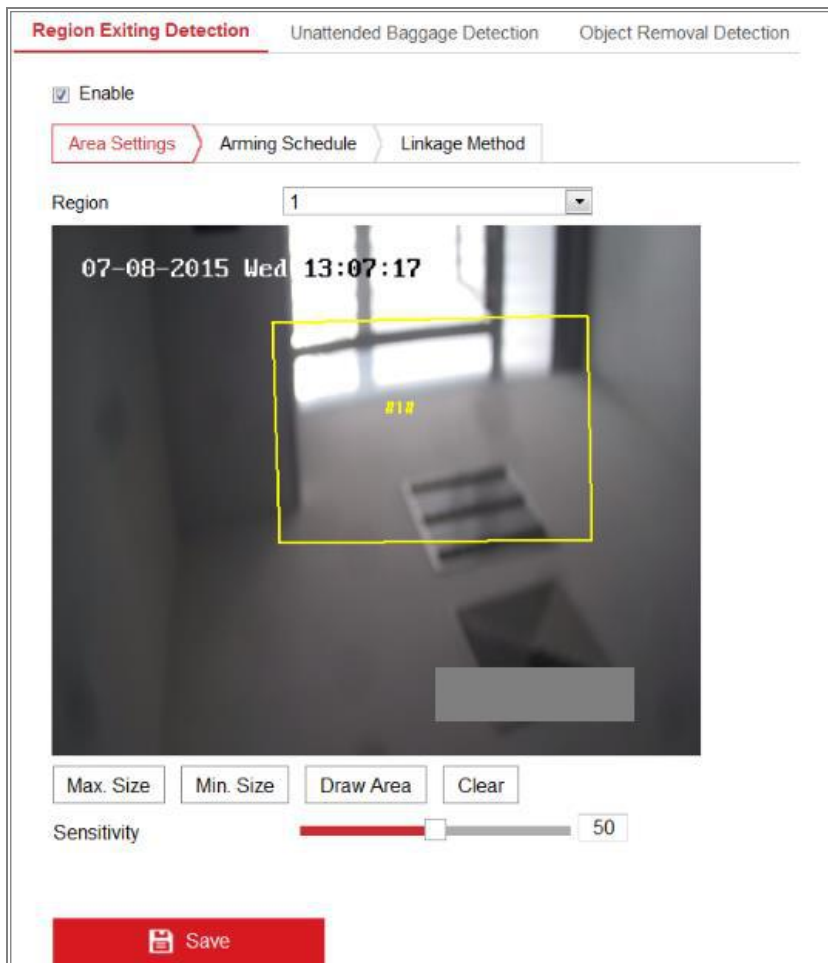 Region Exiting Detection Unattended Baggage Detection Object Removal Detection
Enable
Area Settings Arming Schedule Linkage Method
Region 1
07-08-2015 Wed 13:07:17
#1#
Max. Size Min. Size Draw Area Clear
Sensitivity 50
Save